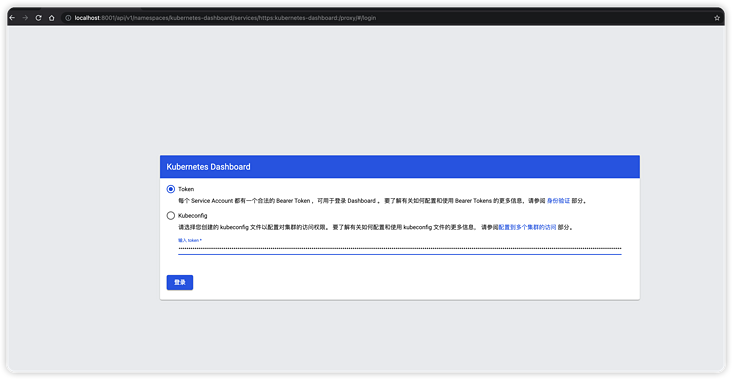 localhost:8001/api/v1/namespaces/kubernetes-dashboard/services/https:kubernetes-dashboard:/proxy/#/login
Kubernetes Dashboard
Token
每个 Service Account 都有一个合法的 Bearer Token ，可用于登录 Dashboard 。 要了解有关如何配置和使用 Bearer Tokens 的更多信息，请参阅 身份验证 部分。
Kubeconfig
请选择您创建的 kubeconfig 文件以配置对集群的访问权限。 要了解有关如何配置和使用 kubeconfig 文件的更多信息， 请参阅配置到多个集群的访问 部分。
输入 token *
登录